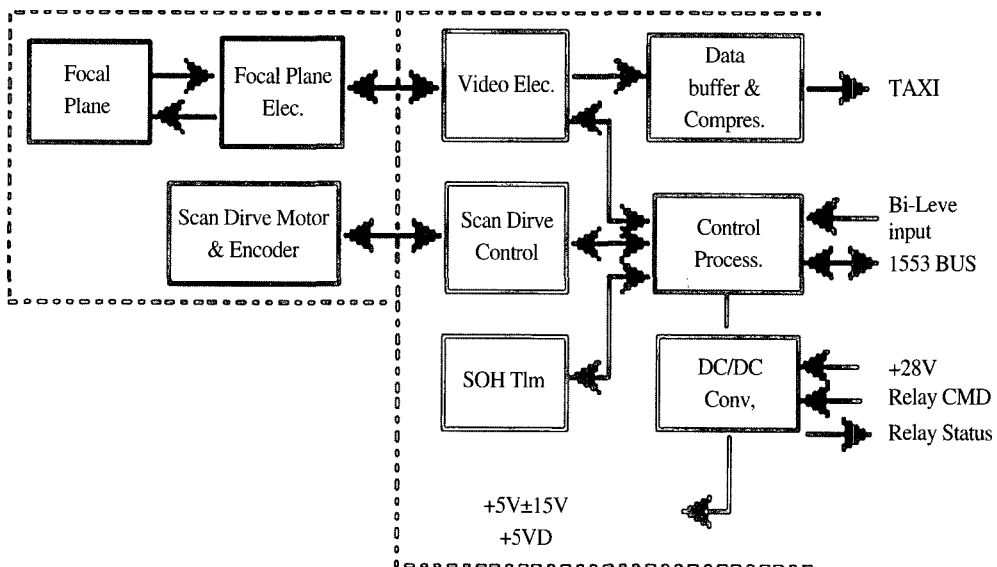 Focal
Plane
Focal Plane
Elec.
Video Elec.
Data
buffer &
Compres.
TAXI
Scan Dirve Motor
& Encoder
Scan Dirve
Control
Control
Process.
Bi-Leve
input
1553 BUS
SOH Tlm
DC/DC
Conv,
+28V
Relay CMD
Relay Status
+5V±15V
+5VD